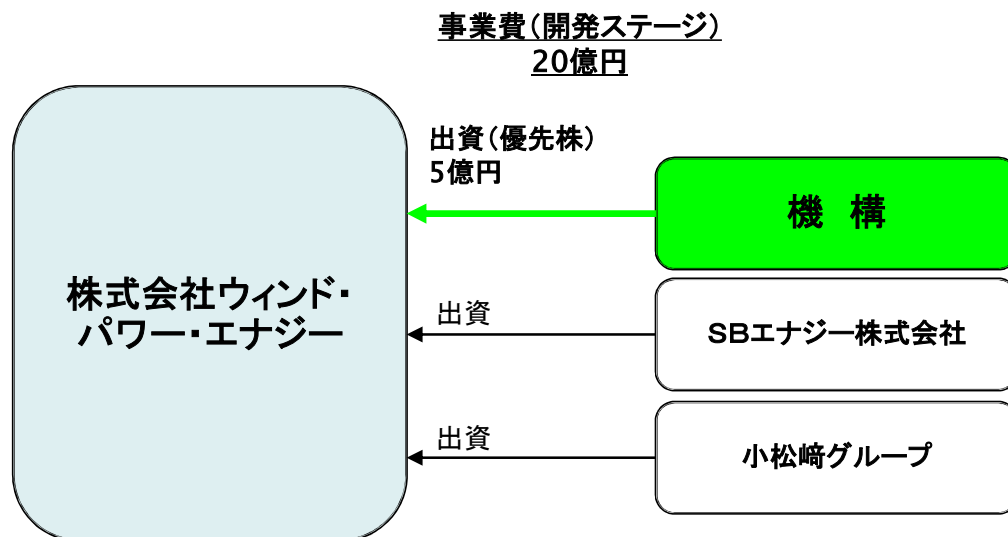 事業費（開発ステージ）
20億円
出資（優先株）
5億円
機　構
株式会社ウィンド・
パワー・エナジー
出資
SBエナジー株式会社
出資
小松﨑グループ